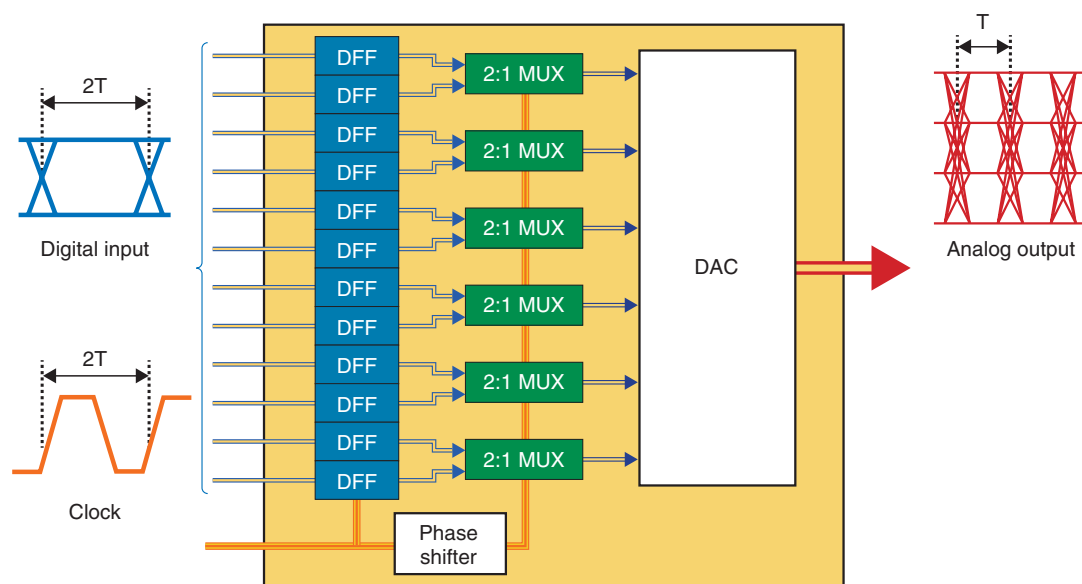 2T
Digital input
2T
Clock
DFF
DFF
DFF
DFF
DFF
DFF
DFF
DFF
DFF
DFF
DFF
DFF
2:1 MUX
2:1 MUX
2:1 MUX
2:1 MUX
2:1 MUX
2:1 MUX
Phase
shifter
DAC
T
Analog output